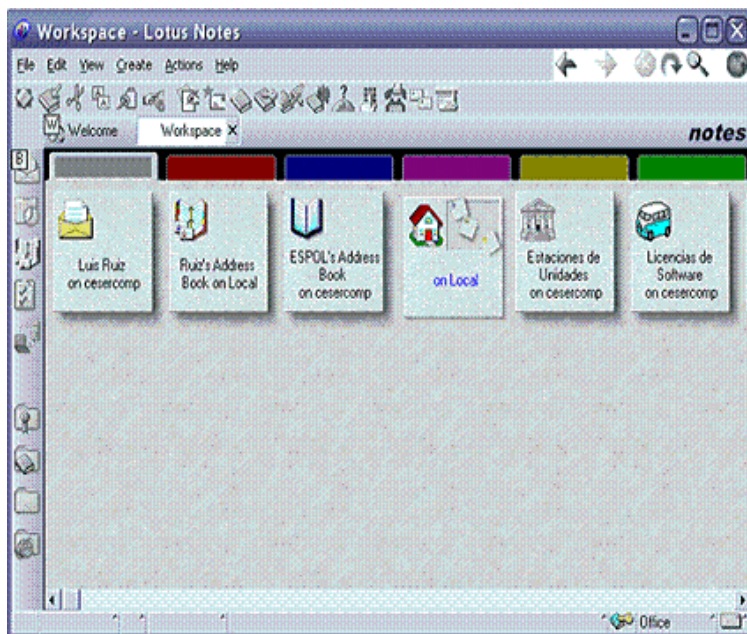 Workspace - Lotus Notes
File Edit View Create Actions Help
Welcome Workspace X
notes
Luis Ruiz
on cesercomp
Ruiz's Address
Book on Local
ESPOL's Address
Book
on cesercomp
on Local
Estaciones de
Unidades
on cesercomp
Licencias de
Software
on cesercomp
Office